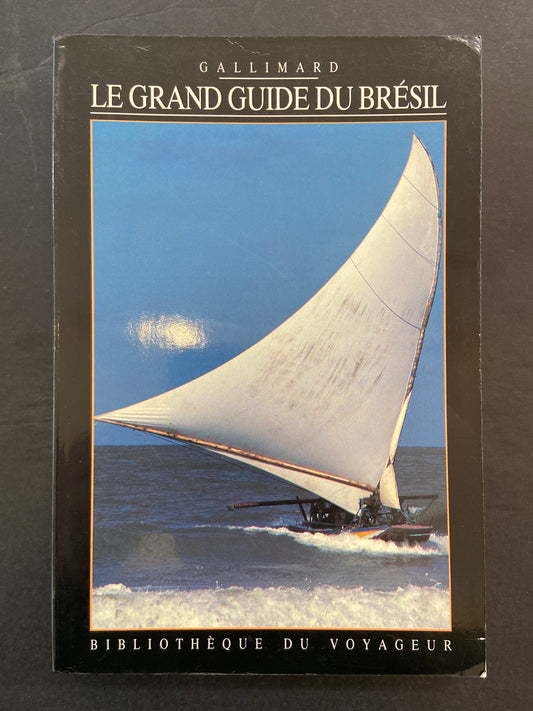 GALLIMARD
LE GRAND GUIDE DU BRÉSIL
BIBLIOTHÈQUE DU VOYAGEUR